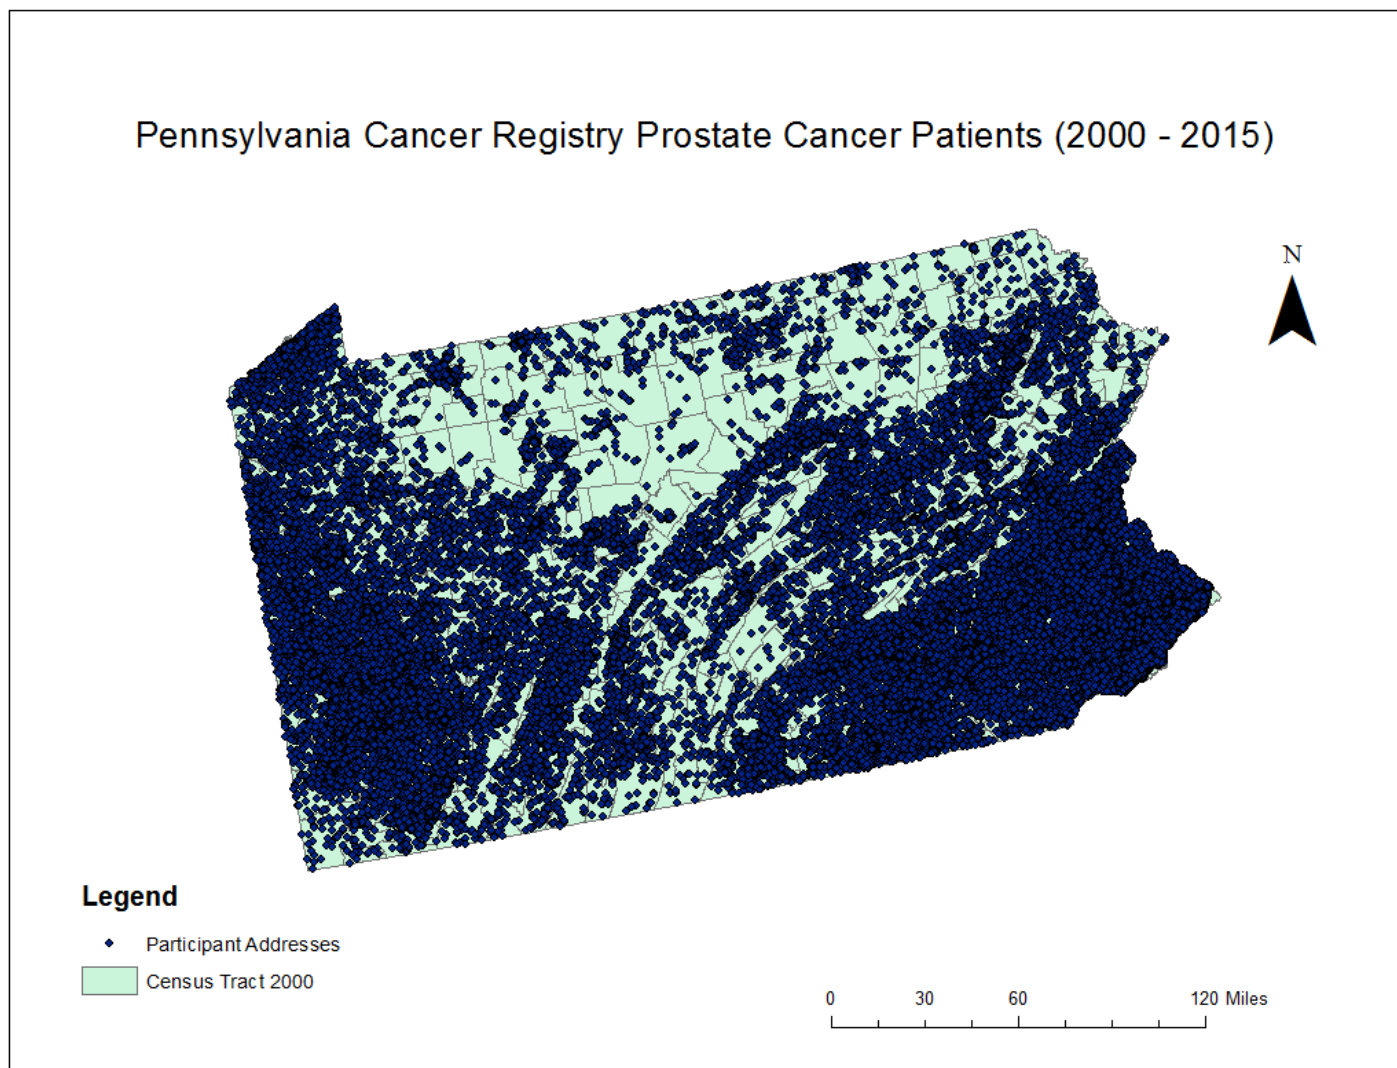 Pennsylvania Cancer Registry Prostate Cancer Patients (2000 - 2015)
N
Legend
Participant Addresses
Census Tract 2000
0 30 60 120 Miles